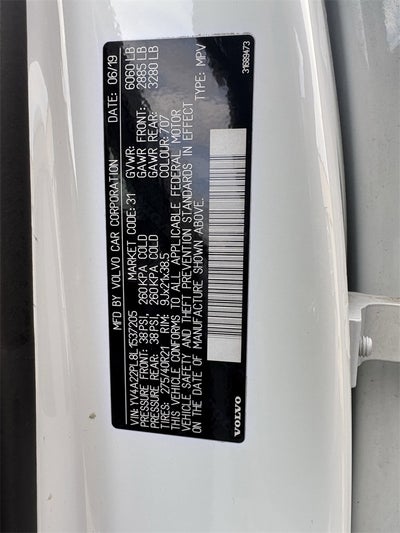 MFD BY VOLVO CAR CORPORATION DATE: 06/19
VIN: YV4A22PL8L1537205 MARKET CODE: 31 GVWR: 6060 LB
PRESSURE FRONT: 38PSI, 260KPA COLD GAWR FRONT: 2885 LB
PRESSURE REAR: 38PSI, 260KPA COLD GAWR REAR: 3280 LB
TIRES: 275/40R21 RIM: 9Jx21x38.5 COLOUR: 707
THIS VEHICLE CONFORMS TO ALL APPLICABLE FEDERAL MOTOR
VEHICLE SAFETY AND THEFT PREVENTION STANDARDS IN EFFECT
ON THE DATE OF MANUFACTURE SHOWN ABOVE. TYPE: MPV
VOLVO
31689473